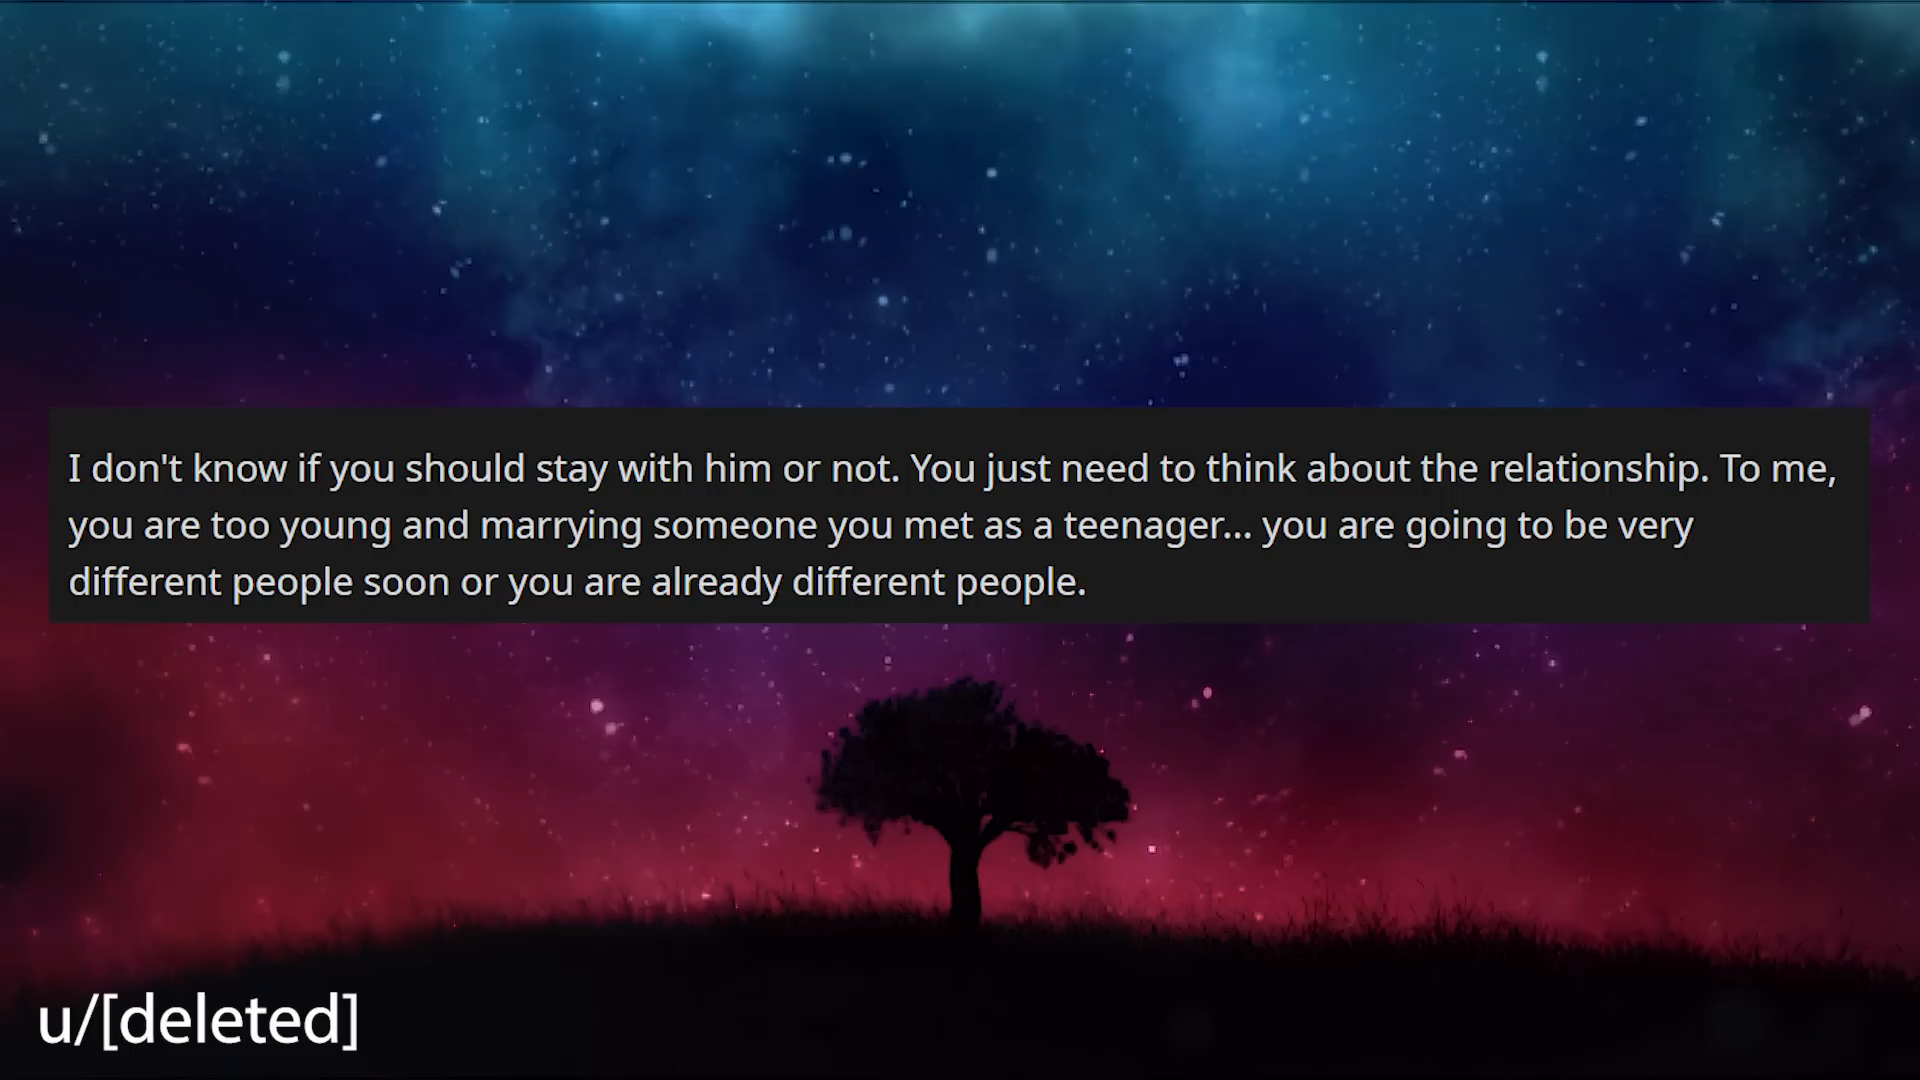 I don't know if you should stay with him or not. You just need to think about the relationship. To me,
you are too young and marrying someone you met as a teenager... you are going to be very
different people soon or you are already different people.
u/[deleted]